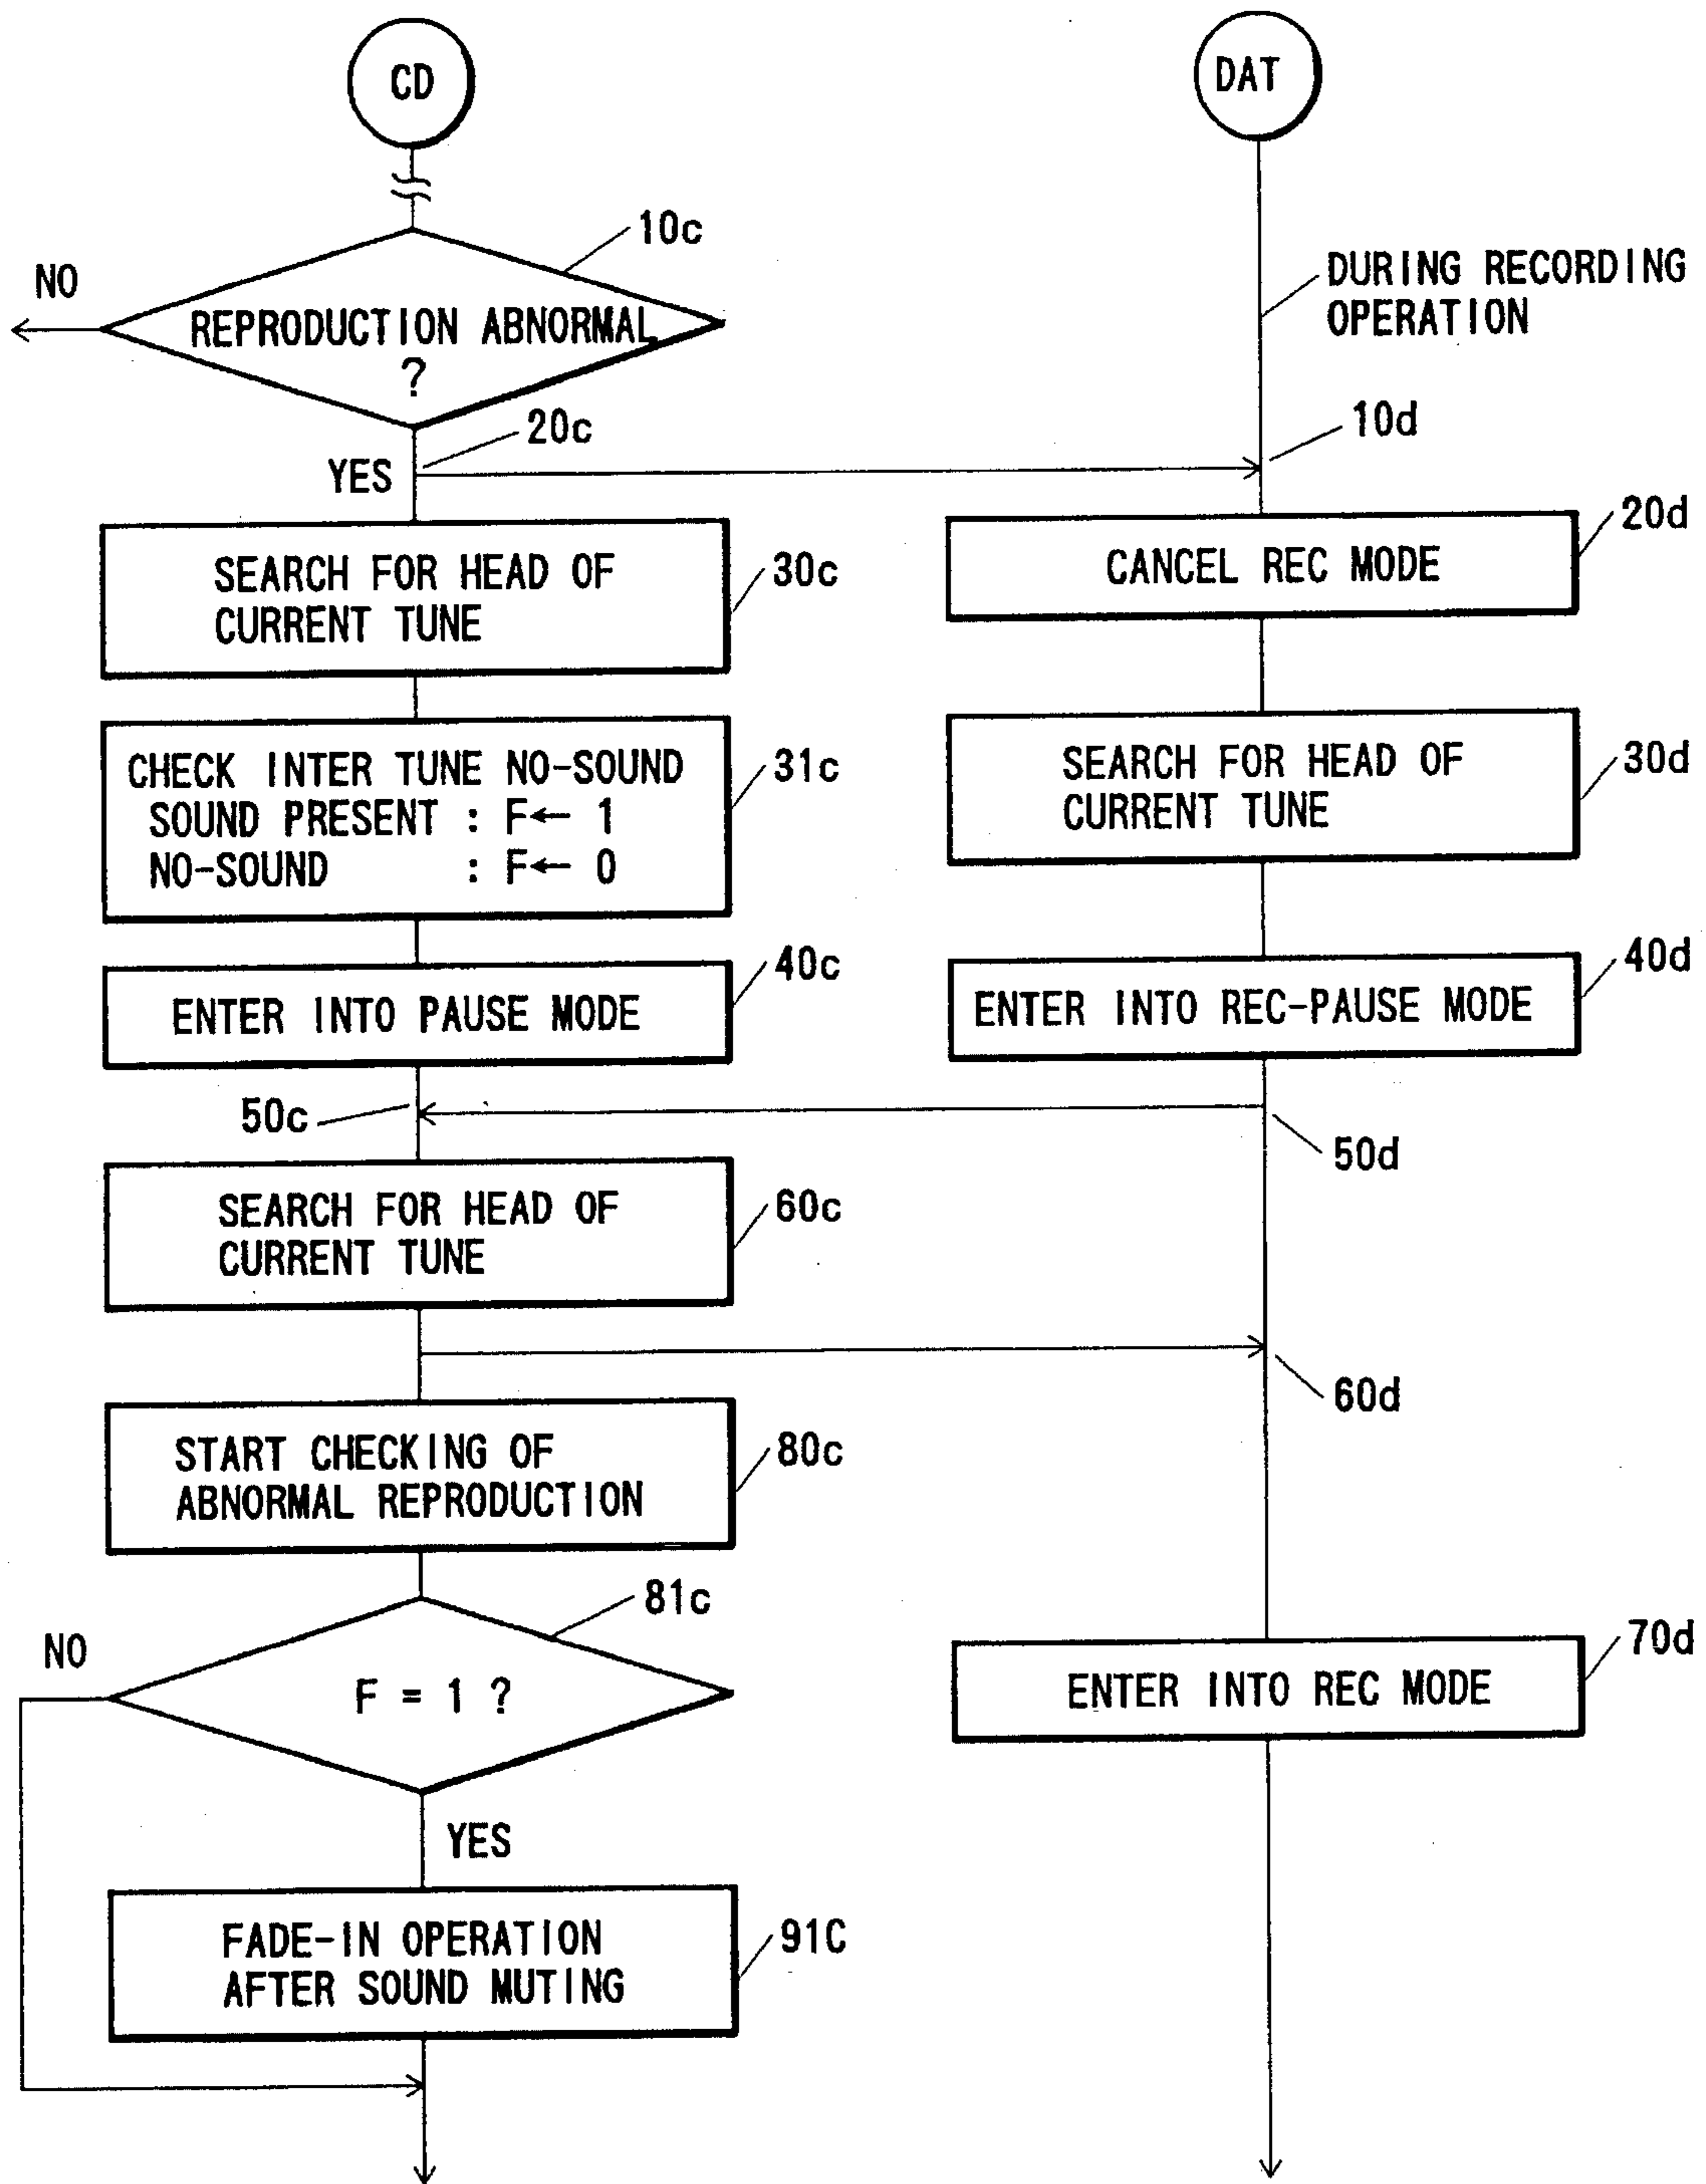 CD
DAT
10c
NO
REPRODUCTION ABNORMAL
?
DURING RECORDING
OPERATION
20c
YES
10d
SEARCH FOR HEAD OF
CURRENT TUNE
30c
CANCEL REC MODE
20d
CHECK INTER TUNE NO-SOUND
SOUND PRESENT : F← 1
NO-SOUND : F← 0
31c
SEARCH FOR HEAD OF
CURRENT TUNE
30d
ENTER INTO PAUSE MODE
40c
ENTER INTO REC-PAUSE MODE
40d
50c
50d
SEARCH FOR HEAD OF
CURRENT TUNE
60c
60d
START CHECKING OF
ABNORMAL REPRODUCTION
80c
81c
NO
F = 1 ?
YES
ENTER INTO REC MODE
70d
FADE-IN OPERATION
AFTER SOUND MUTING
91C